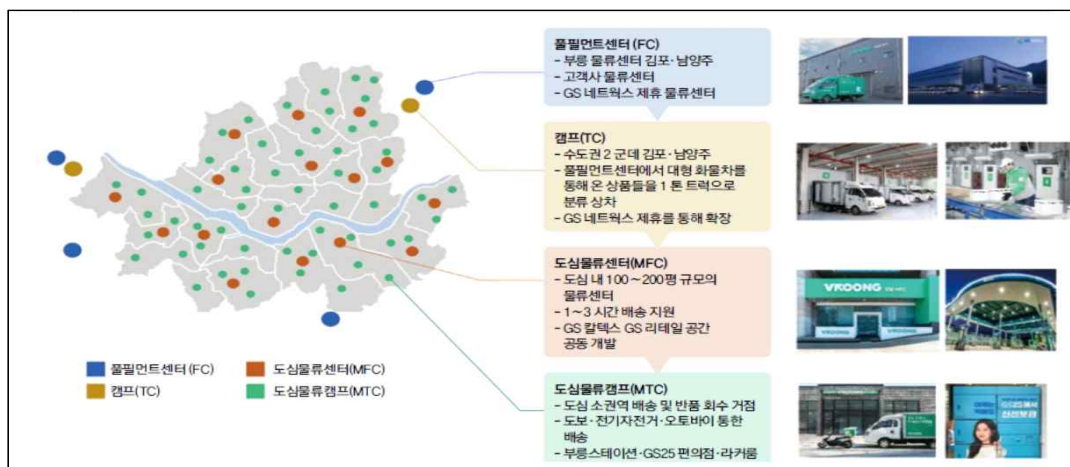 풀필먼트센터 (FC)
- 부릉 물류센터 김포·남양주
- 고객사 물류센터
- GS 네트웍스 제휴 물류센터
캠프(TC)
- 수도권 2 군데 김포·남양주
- 풀필먼트센터에서 대형 화물차를
통해 온 상품들을 1 톤 트럭으로
분류 상차
- GS 네트웍스 제휴를 통해 확장
도심물류센터(MFC)
- 도심 내 100~200평 규모의
물류센터
- 1~3 시간 배송 지원
- GS 칼텍스 GS 리테일 공간
공동 개발
도심물류캠프(MTC)
- 도심 소권역 배송 및 반품 회수 거점
- 도보·전기자전거·오토바이 통한
배송
- 부릉스테이션·GS25 편의점·라커룸
풀필먼트센터 (FC)
도심물류센터(MFC)
캠프(TC)
도심물류캠프(MTC)
VROONG
VROONG
VROONG